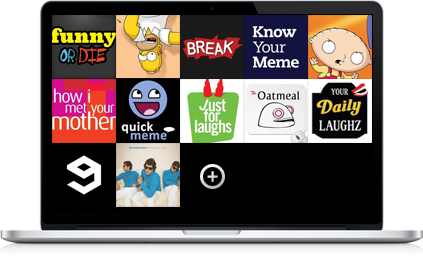 funny
OR DIE
BREAK
Know
Your
Meme
how i
met your
mother
quick
meme
Just
for
laughs
The
Oatmeal
YOUR
Daily
LAUGHZ
9